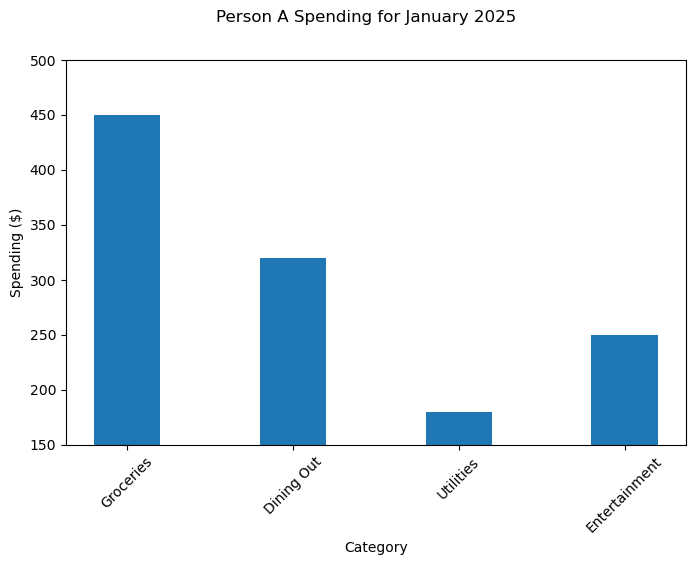 Person A Spending for January 2025
500
450
400
350
300
250
200
150
Spending ($)
Groceries
Dining Out
Utilities
Entertainment
Category